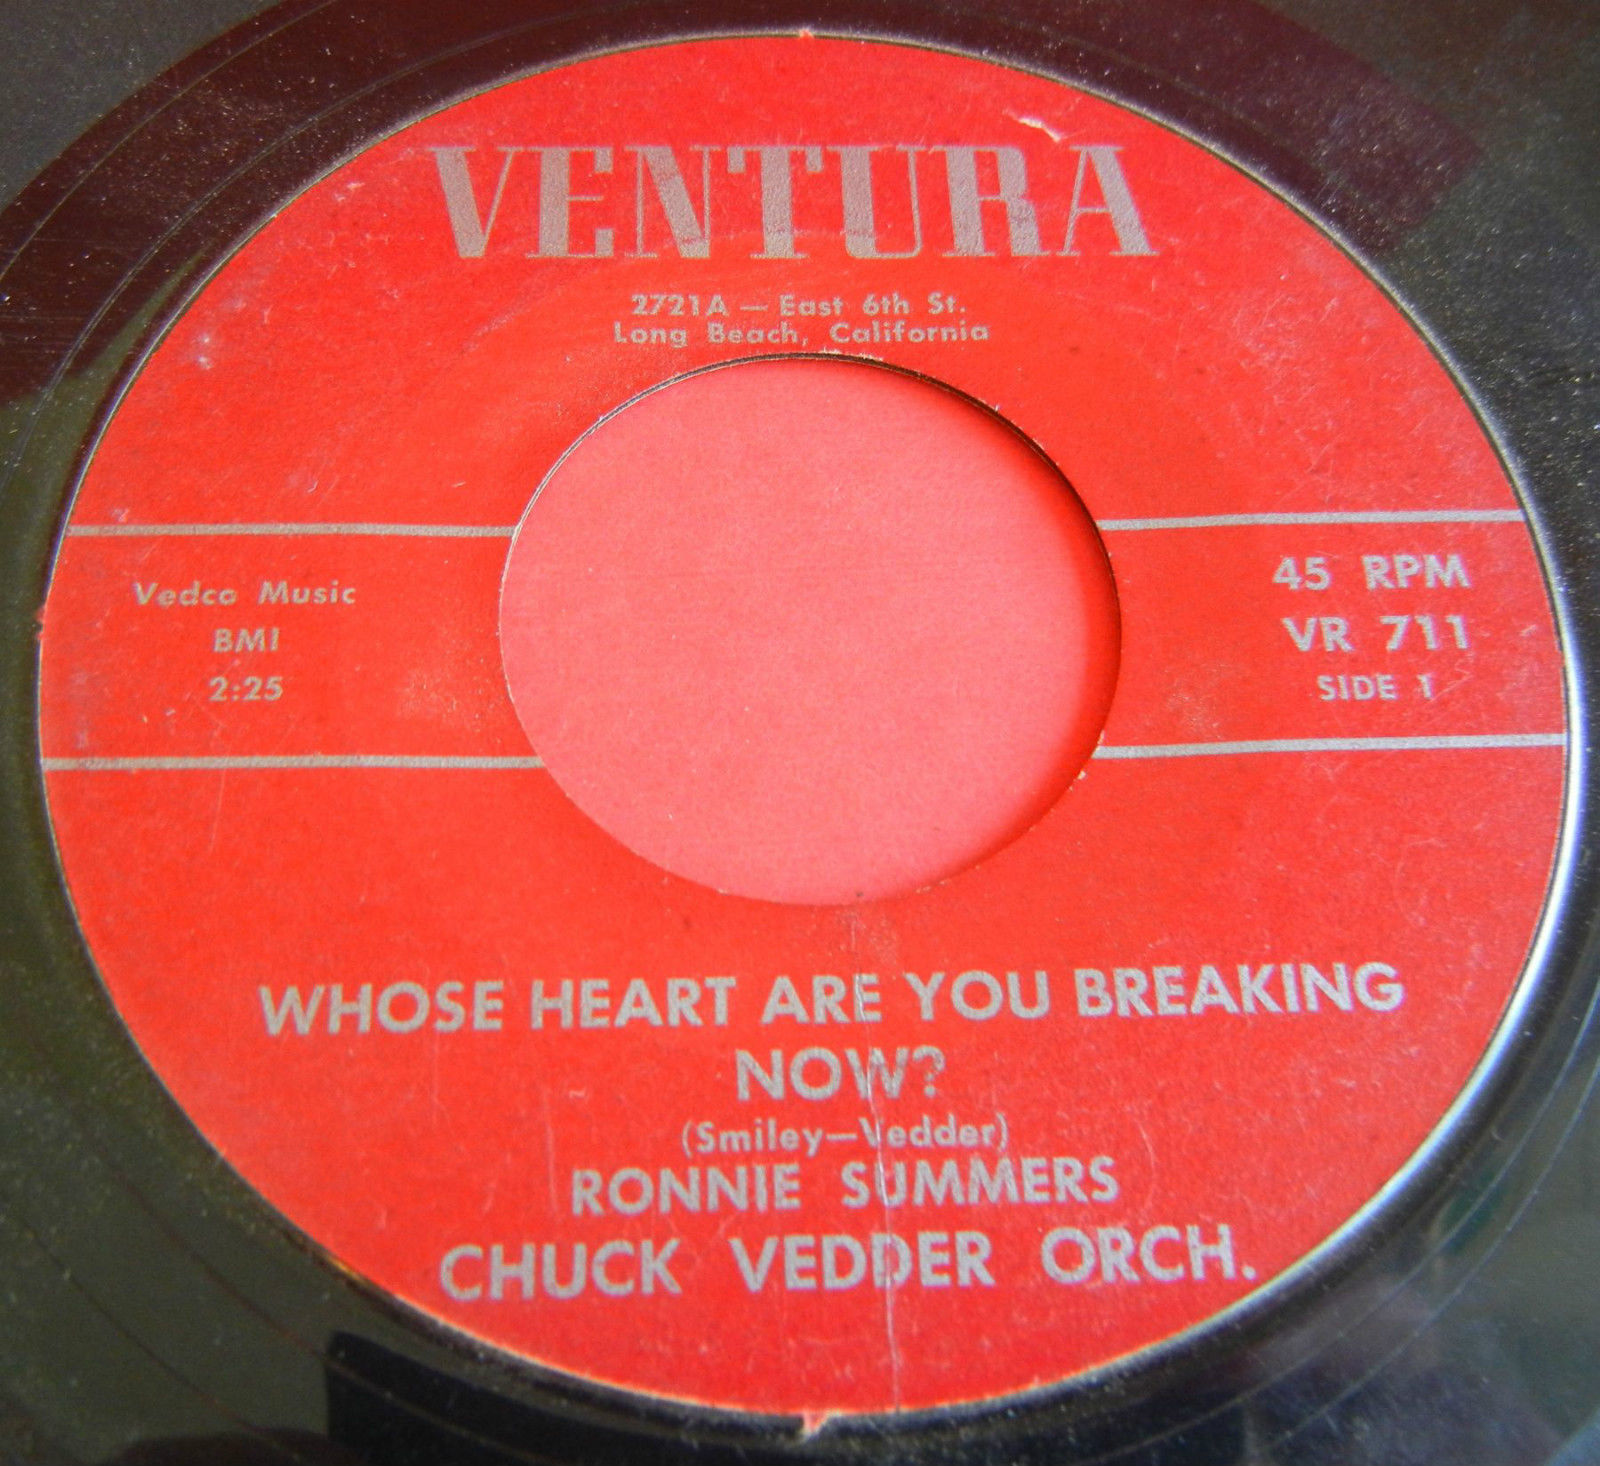 VENTURA
2721A — East 6th St.
Long Beach, California
Vedco Music
BMI
2:25
45 RPM
VR 711
SIDE 1
WHOSE HEART ARE YOU BREAKING
NOW?
(Smiley—Vedder)
RONNIE SUMMERS
CHUCK VEDDER ORCH.